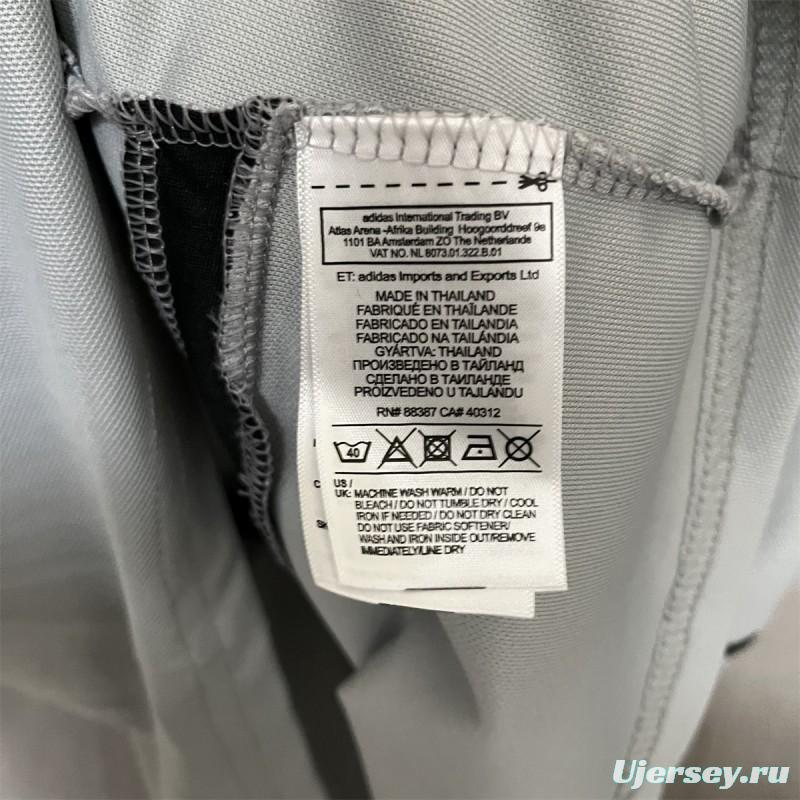 adidas International Trading BV
Atlas Arena -Afrika Building Hoogoorddreef 9e
1101 BA Amsterdam ZO The Netherlande
VAT NO. NL 8073.01.322.B.01
ET: adidas Imports and Exports Ltd
MADE IN THAILAND
FABRIQUÉ EN THAÏLANDE
FABRICADO EN TAILANDIA
FABRICADO NA TAILÂNDIA
GYÁRTVA: THAILAND
ПРОИЗВЕДЕНО В ТАЙЛАНД
СДЕЛАНО В ТАИЛАНДЕ
PROIZVEDENO U TAJLANDU
RN# 88387 CA# 40312
40
US /
UK: MACHINE WASH WARM / DO NOT
BLEACH / DO NOT TUMBLE DRY / COOL
IRON IF NEEDED / DO NOT DRY CLEAN
DO NOT USE FABRIC SOFTENER/
WASH AND IRON INSIDE OUT/REMOVE
IMMEDIATELY/LINE DRY
Ujersey.ru